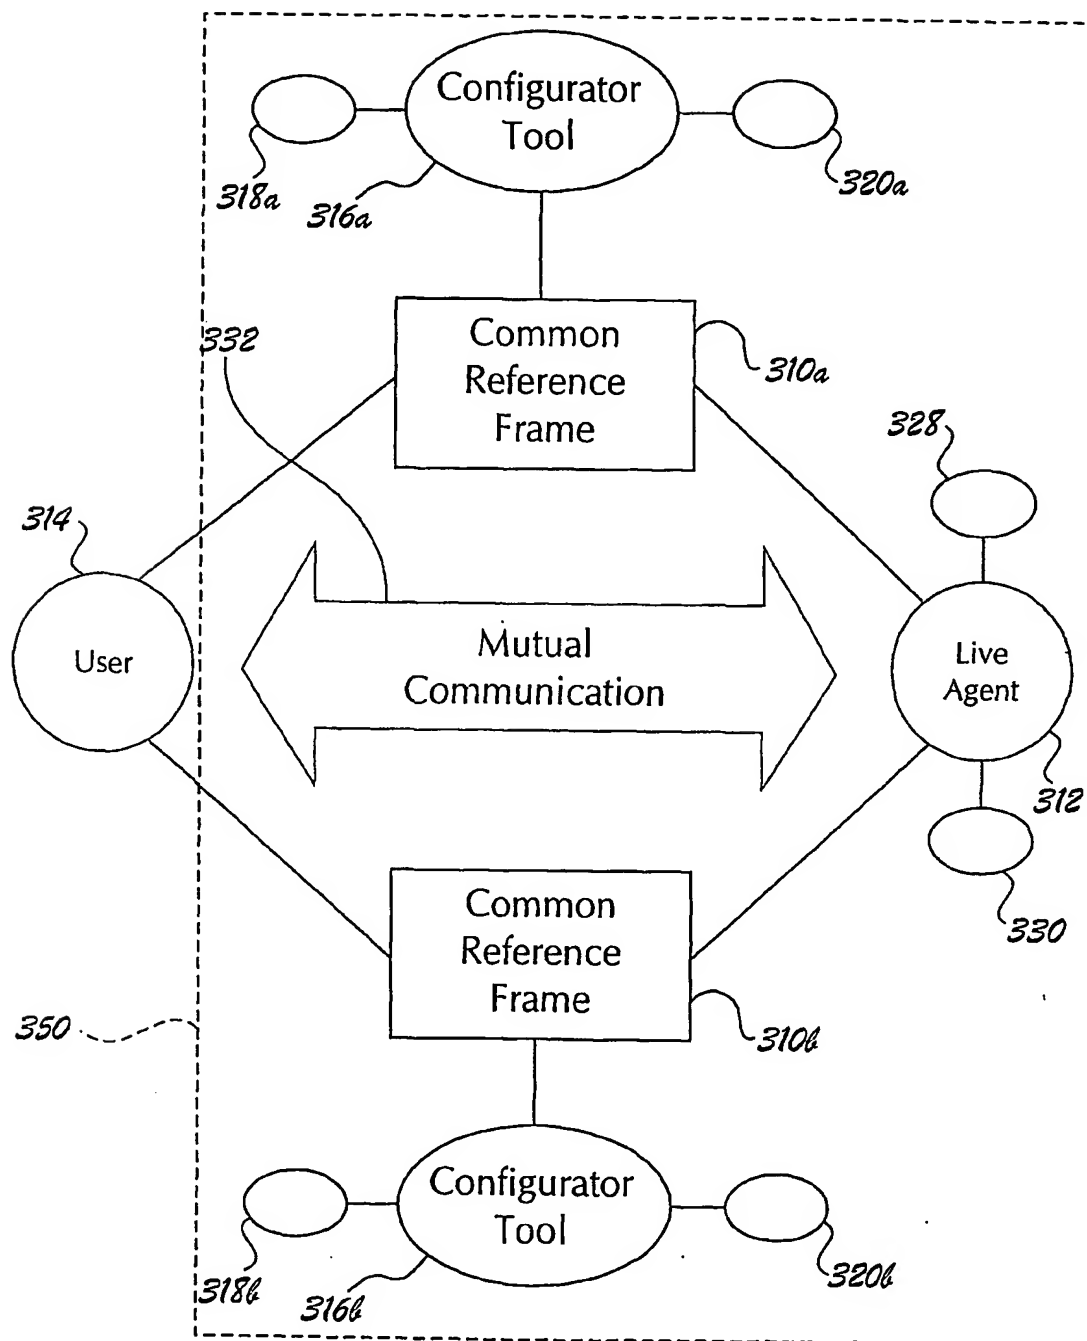 Configurator
Tool
318a
316a
320a
332
Common
Reference
Frame
310a
328
314
User
Mutual
Communication
Live
Agent
312
330
Common
Reference
Frame
350
310b
Configurator
Tool
318b
316b
320b